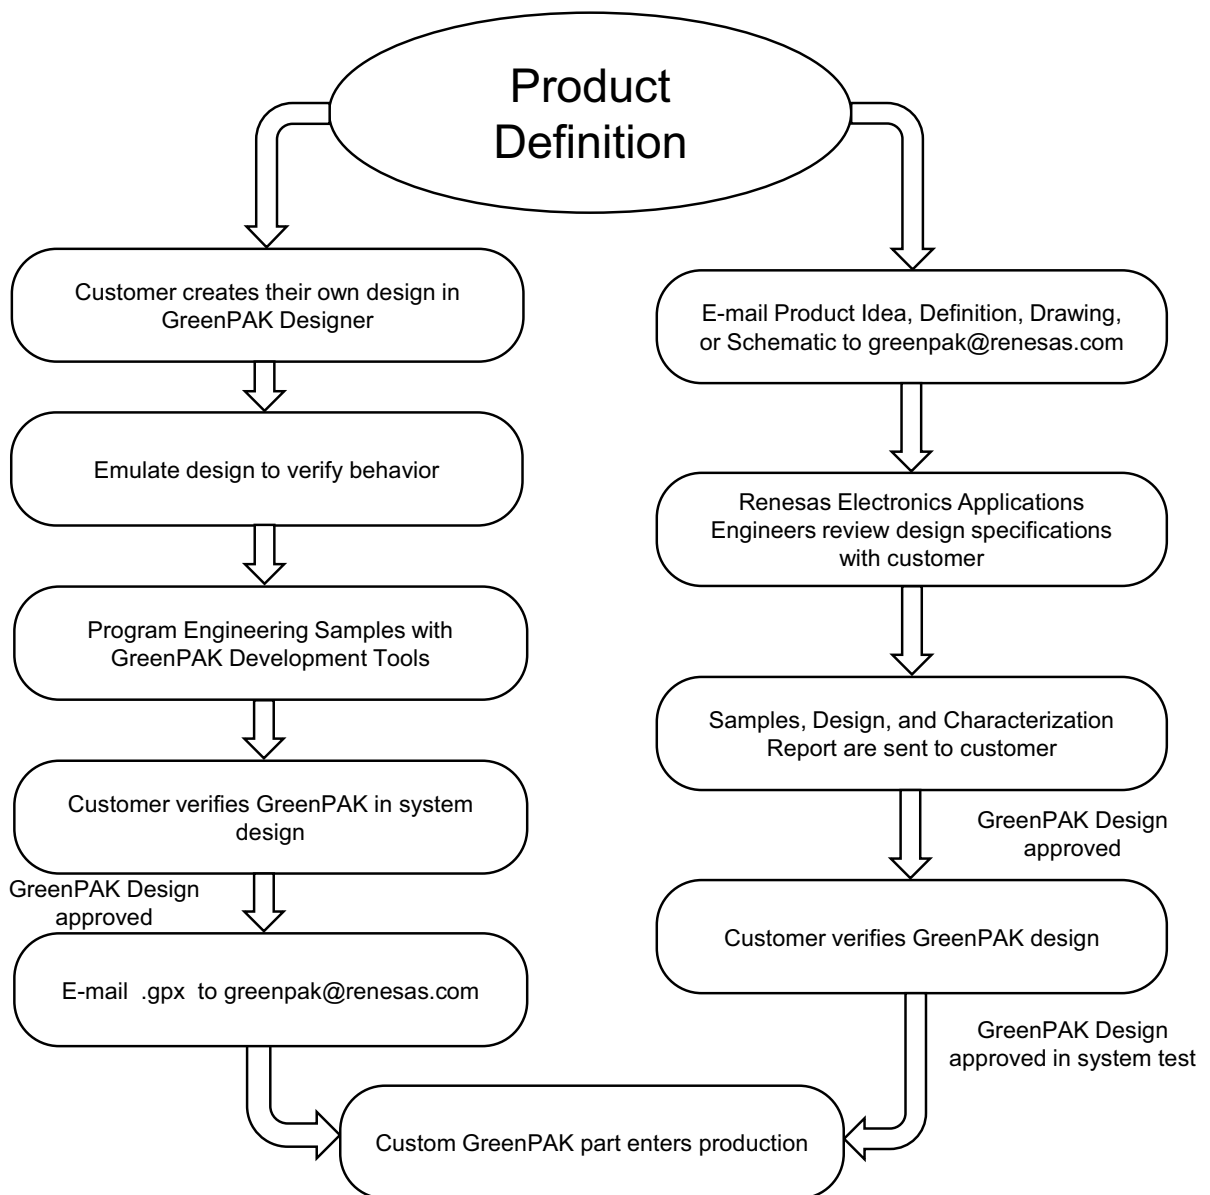 Product
Definition
Customer creates their own design in
GreenPAK Designer
Emulate design to verify behavior
Program Engineering Samples with
GreenPAK Development Tools
Customer verifies GreenPAK in system
design
GreenPAK Design
approved
E-mail .gpx to greenpak@renesas.com
E-mail Product Idea, Definition, Drawing,
or Schematic to greenpak@renesas.com
Renesas Electronics Applications
Engineers review design specifications
with customer
Samples, Design, and Characterization
Report are sent to customer
GreenPAK Design
approved
Customer verifies GreenPAK design
GreenPAK Design
approved in system test
Custom GreenPAK part enters production